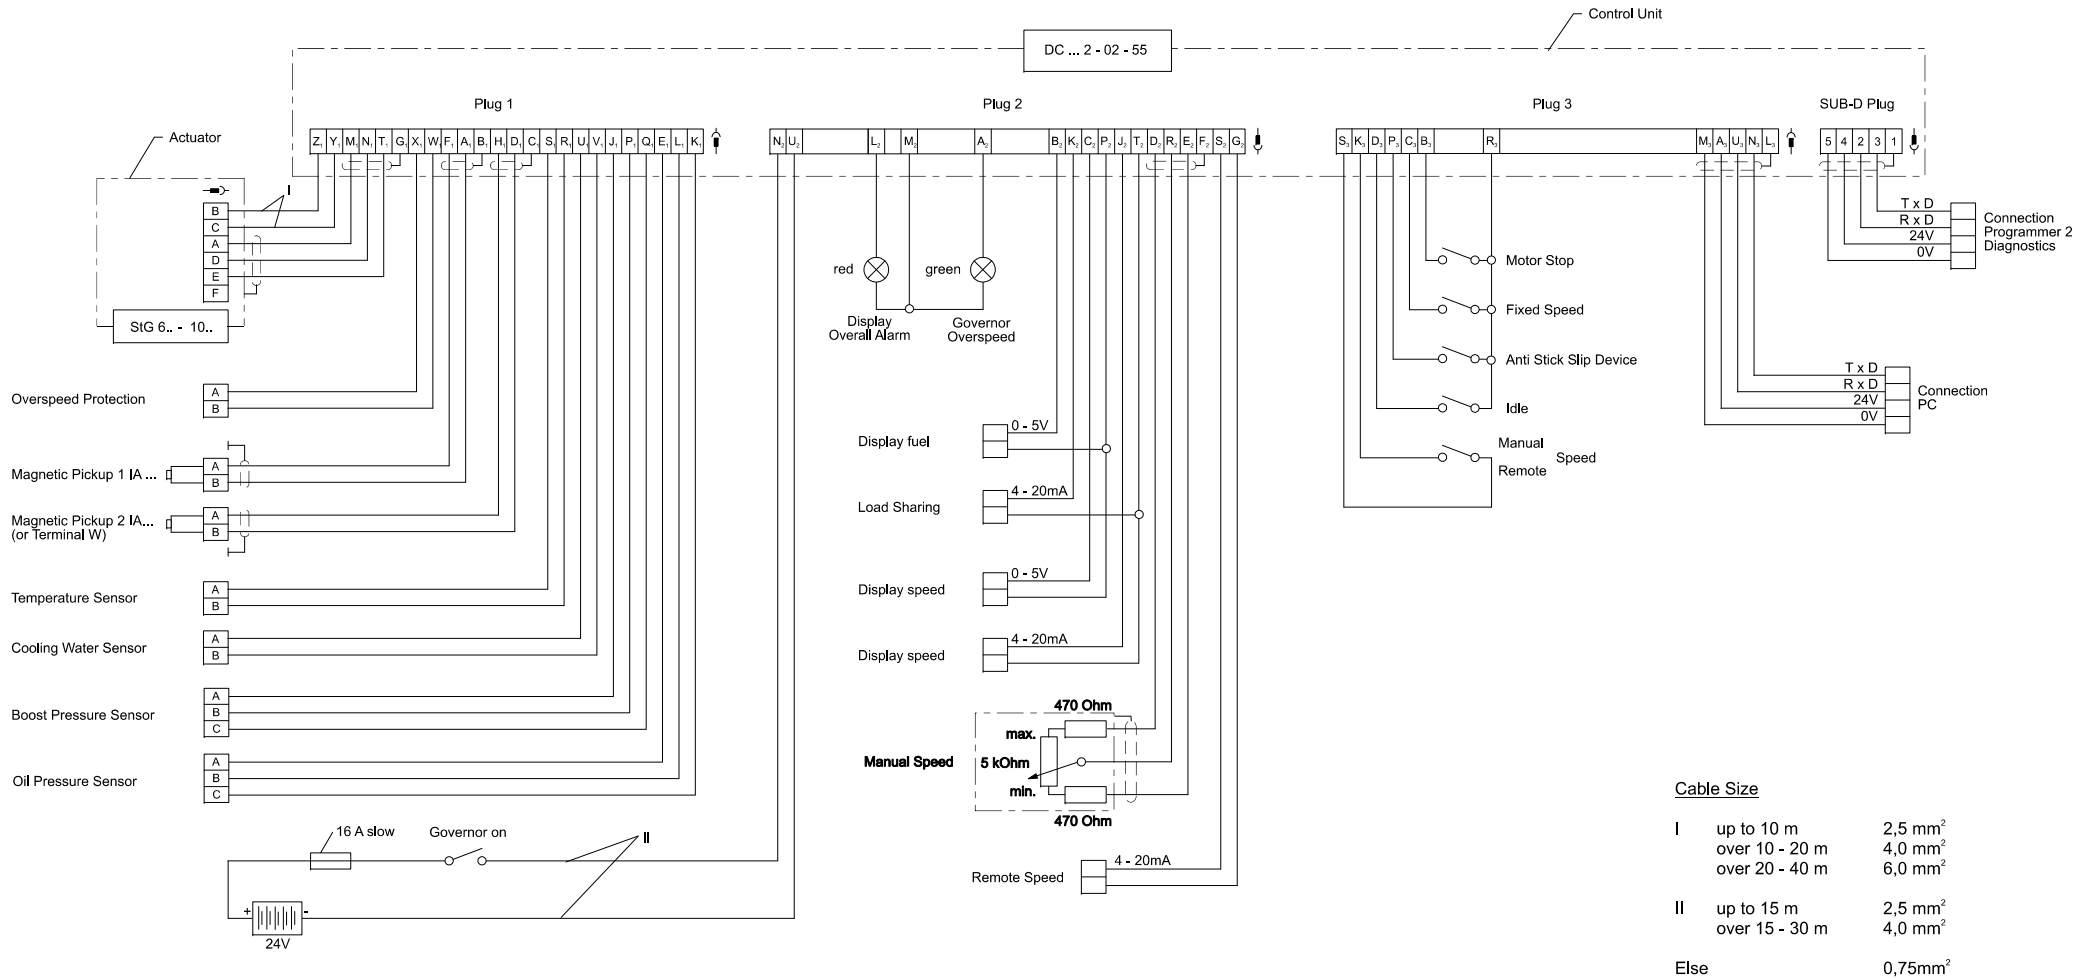 Control Unit
DC ... 2 - 02 - 55
Plug 1
Plug 2
Plug 3
SUB-D Plug
Z₁ Y₁ M₁ N₁ T₁ G₁ X₁ W₁ F₁ A₁ B₁ H₁ D₁ C₁ S₁ R₁ U₁ V₁ J₁ P₁ Q₁ E₁ L₁ K₁
N₂ U₂ L₂ M₂ A₂ B₂ K₂ C₂ P₂ J₂ T₂ D₂ R₂ E₂ F₂ S₂ G₂
S₃ K₃ D₃ P₃ C₃ B₃ R₃ M₃ A₃ U₃ N₃ L₃
5 4 2 3 1
Actuator
I
B
C
A
D
E
F
StG 6.. - 10..
Overspeed Protection
A
B
Magnetic Pickup 1 IA ...
A
B
Magnetic Pickup 2 IA...
(or Terminal W)
A
B
Temperature Sensor
A
B
Cooling Water Sensor
A
B
Boost Pressure Sensor
A
B
C
Oil Pressure Sensor
A
B
C
16 A slow
Governor on
II
+ -
24V
red
green
Display
Overall Alarm
Governor
Overspeed
Display fuel
0 - 5V
Load Sharing
4 - 20mA
Display speed
0 - 5V
Display speed
4 - 20mA
470 Ohm
max.
Manual Speed
5 kOhm
min.
470 Ohm
Remote Speed
4 - 20mA
Motor Stop
Fixed Speed
Anti Stick Slip Device
Idle
Manual
Speed
Remote
T x D
R x D
24V
0V
Connection
Programmer 2
Diagnostics
T x D
R x D
24V
0V
Connection
PC
Cable Size
I up to 10 m 2,5 mm²
over 10 - 20 m 4,0 mm²
over 20 - 40 m 6,0 mm²
II up to 15 m 2,5 mm²
over 15 - 30 m 4,0 mm²
Else 0,75mm²